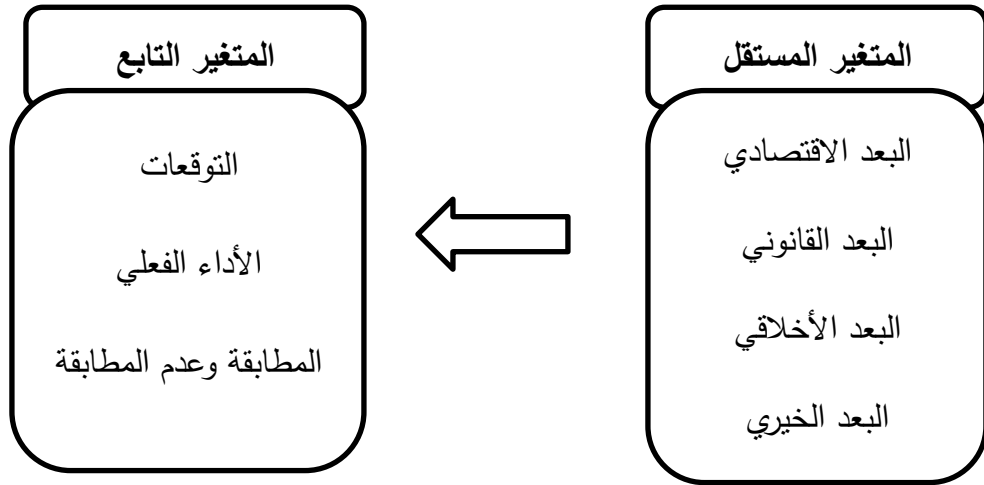 المتغير المستقل
البعد الاقتصادي
البعد القانوني
البعد الأخلاقي
البعد الخيري
المتغير التابع
التوقعات
الأداء الفعلي
المطابقة وعدم المطابقة